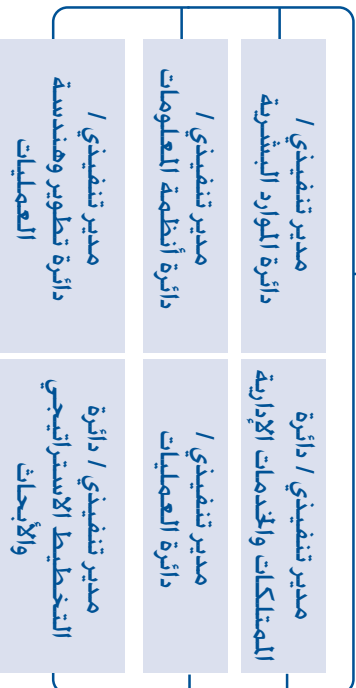 مدير تنفيذي / دائرة
الممتلكات والخدمات الإدارية
مدير تنفيذي /
دائرة الموارد البشرية
مدير تنفيذي /
دائرة العمليات
مدير تنفيذي /
دائرة أنظمة المعلومات
مدير تنفيذي / دائرة
التخطيط الاستراتيجي
والأبحاث
مدير تنفيذي /
دائرة تطوير وهندسة
العمليات